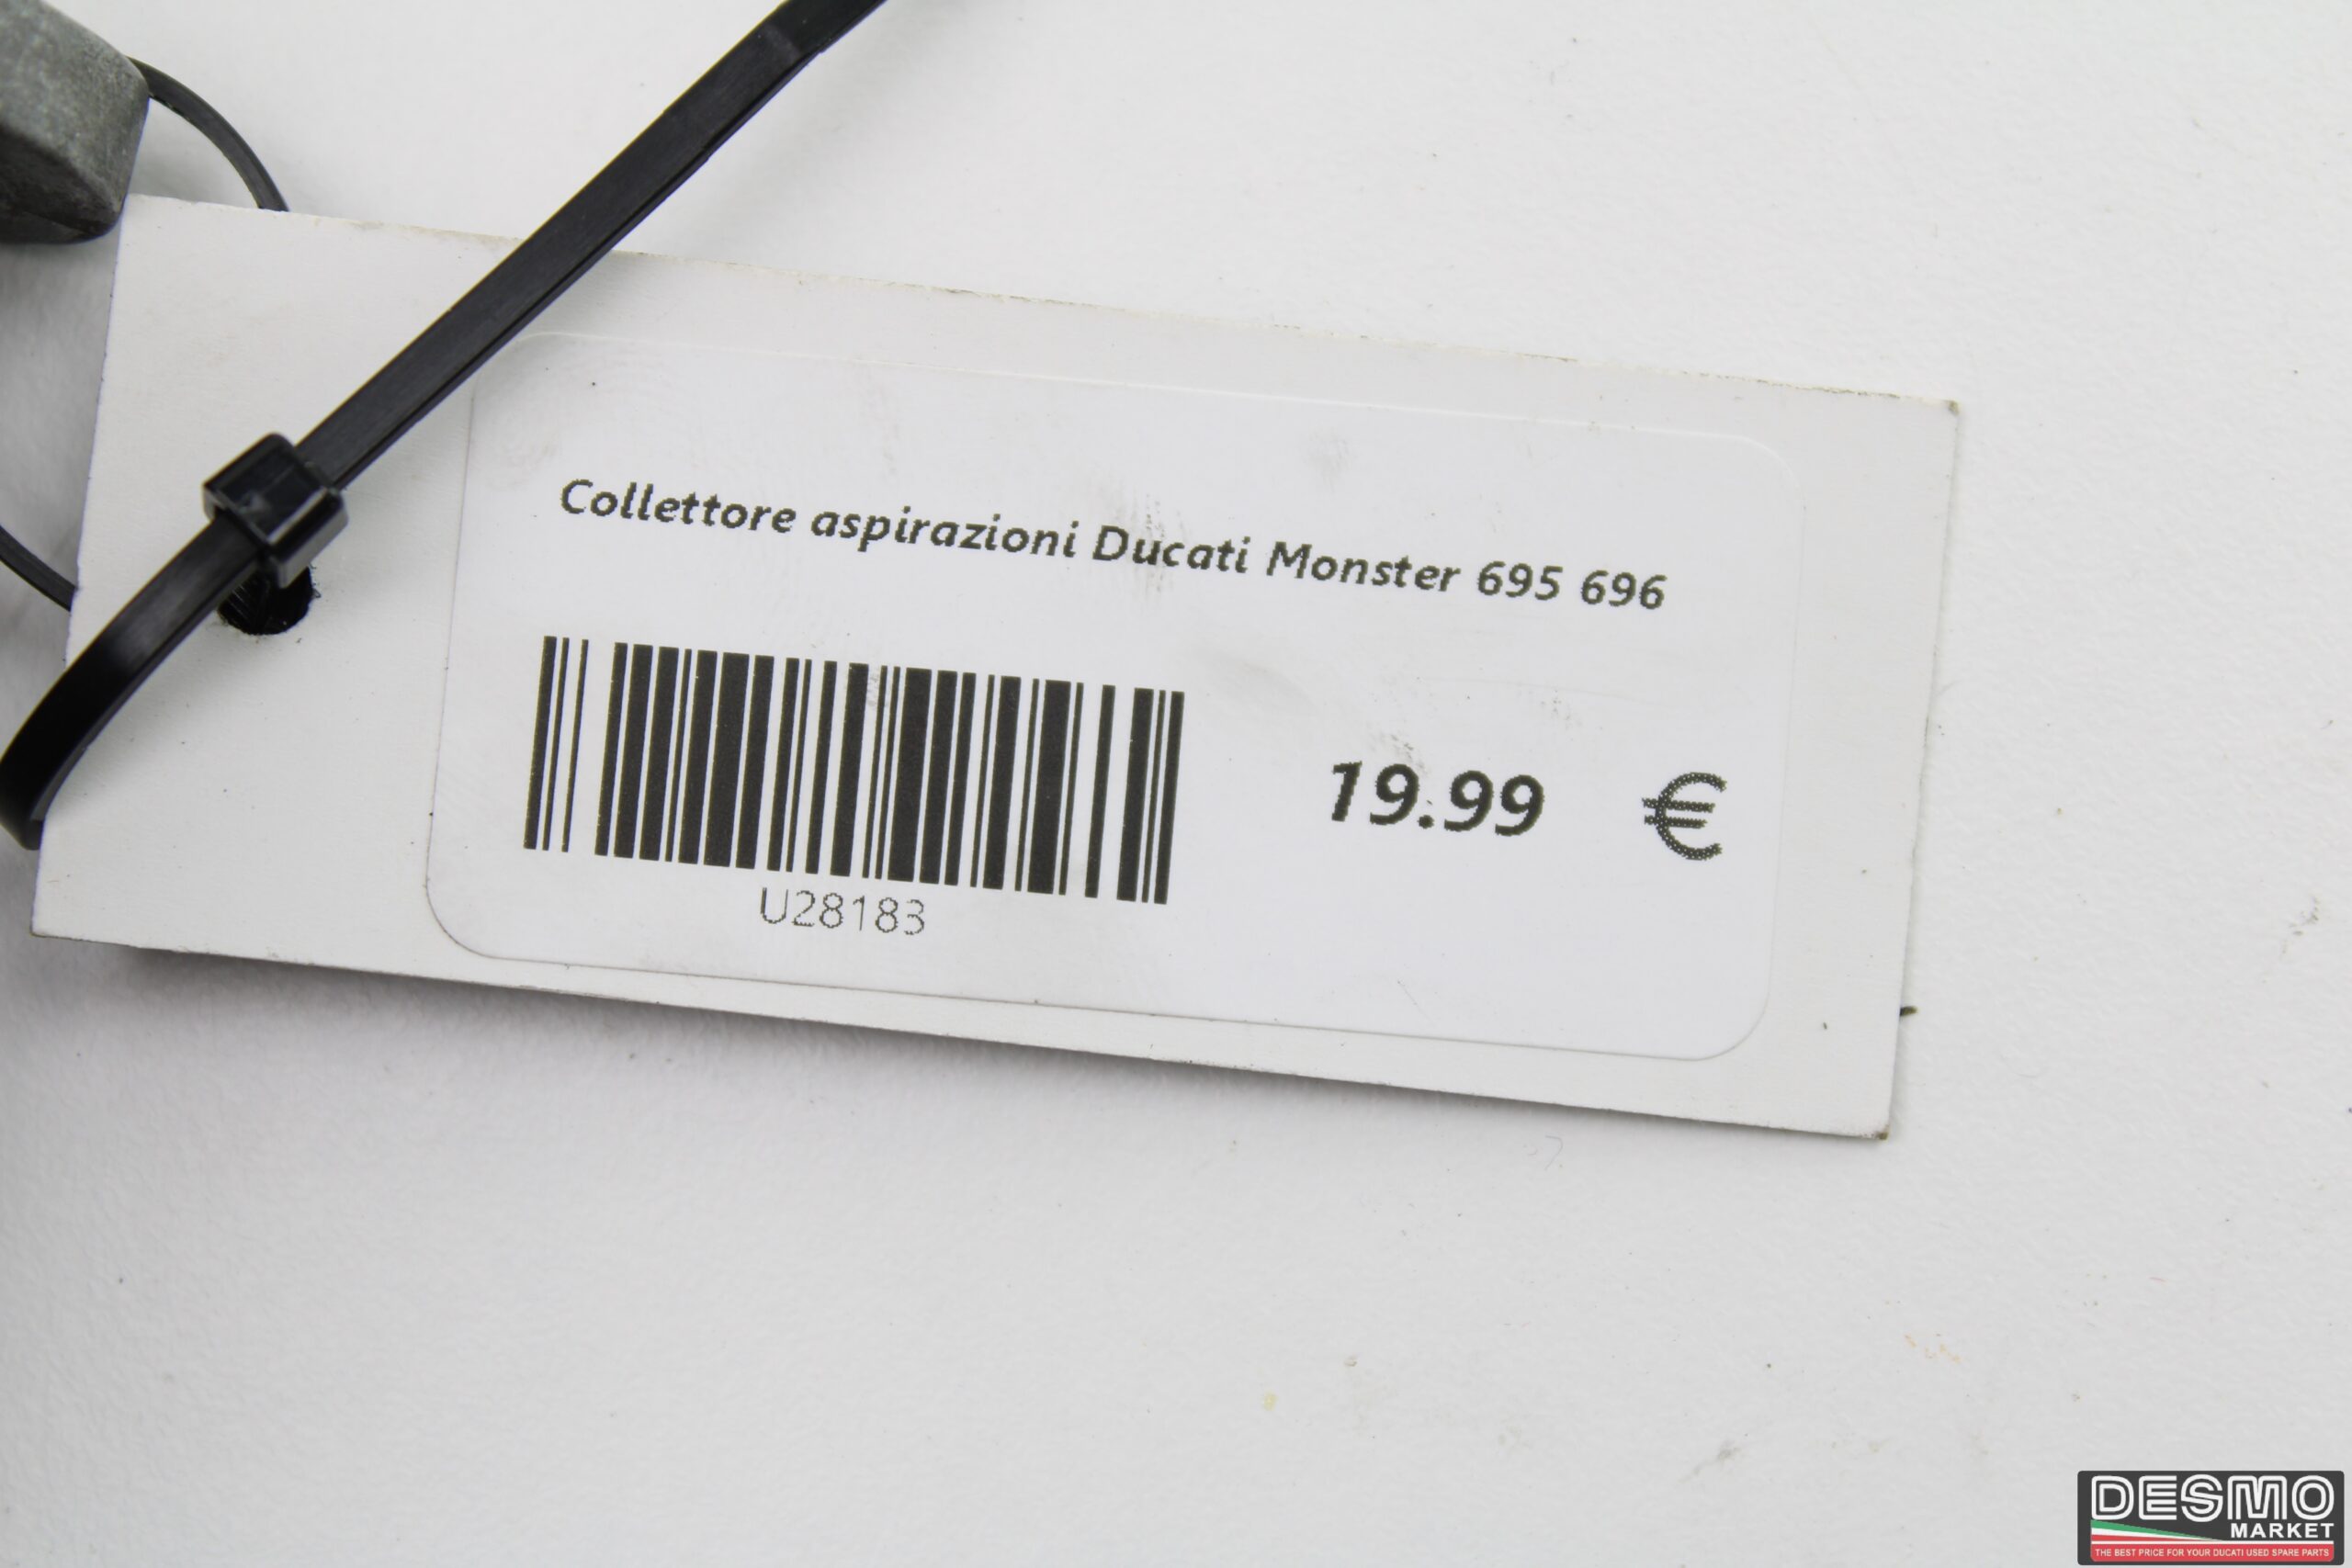 Collettore aspirazioni Ducati Monster 695 696
19.99 €
U28183
DESMO
MARKET
THE BEST PRICE FOR YOUR DUCATI USED SPARE PARTS